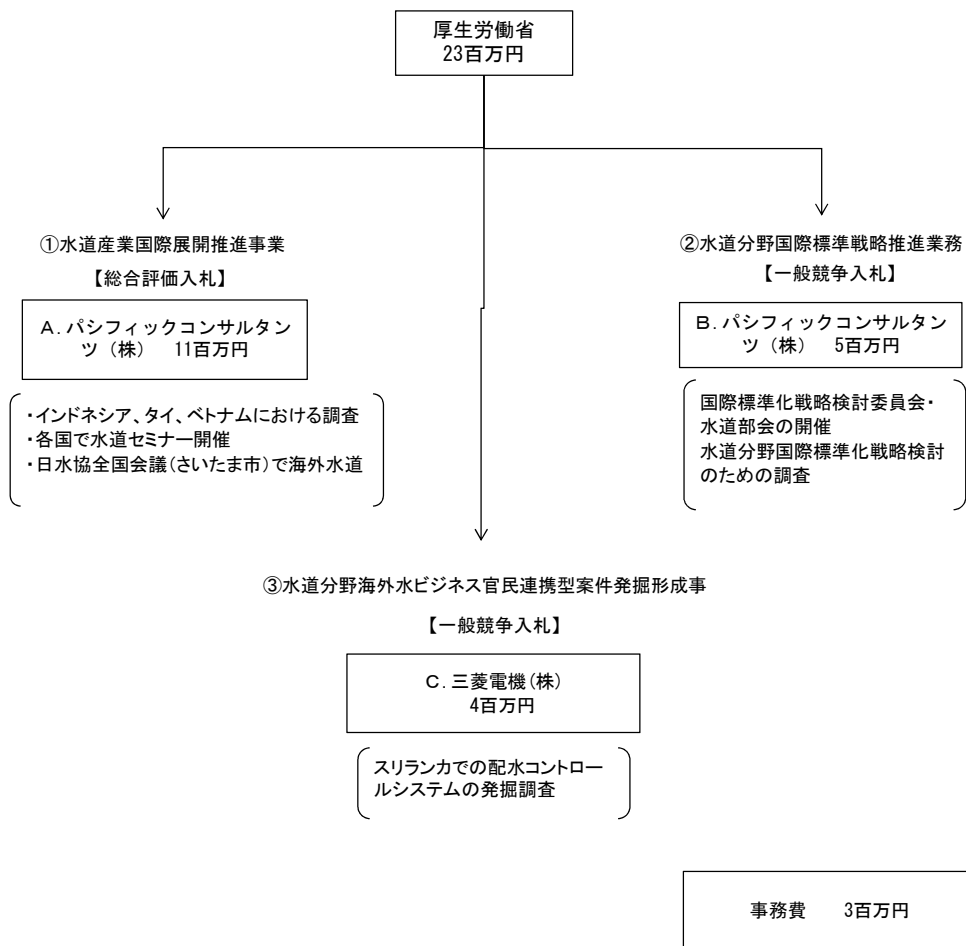 厚生労働省
23百万円
①水道産業国際展開推進事業
【総合評価入札】
A.パシフィックコンサルタン
ツ（株）　11百万円
・インドネシア、タイ、ベトナムにおける調査
・各国で水道セミナー開催
・日水協全国会議(さいたま市)で海外水道
②水道分野国際標準戦略推進業務
【一般競争入札】
B.パシフィックコンサルタン
ツ（株）　5百万円
国際標準化戦略検討委員会・
水道部会の開催
水道分野国際標準化戦略検討
のための調査
③水道分野海外水ビジネス官民連携型案件発掘形成事
【一般競争入札】
C.三菱電機(株)
4百万円
スリランカでの配水コントロー
ルシステムの発掘調査
事務費　　3百万円